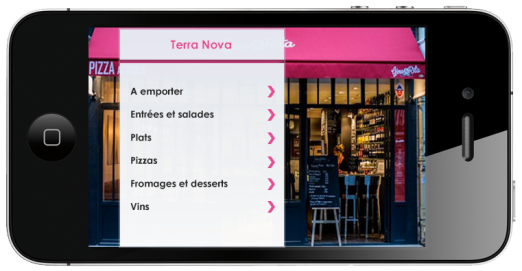 Terra Nova
PIZZA
A emporter
Entrées et salades
Plats
Pizzas
Fromages et desserts
Vins